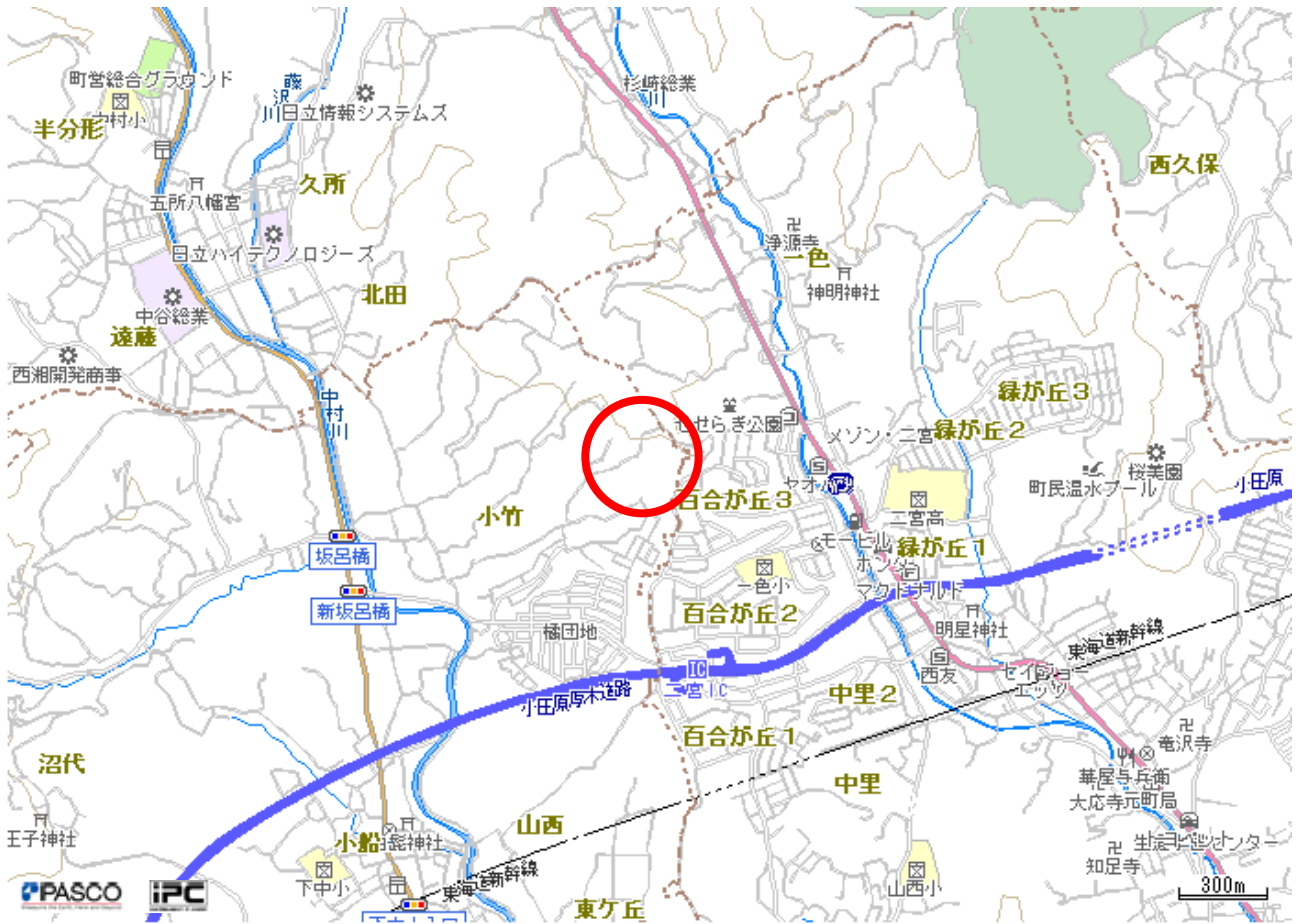 町営総合グラウンド
中村小
半分形
藤沢川
日立情報システムズ
杉崎総業
川
西久保
久所
五所八幡宮
日立ハイテクノロジーズ
浄源寺
一色
神明神社
北田
中谷総業
遠藤
西湘開発商事
中村川
緑が丘3
せせらぎ公園
メゾン・二宮
緑が丘2
桜美園
町民温水プール
小田原
百合が丘3
二宮高
小竹
モービル
緑が丘1
坂呂橋
一色小
マクドナルド
新坂呂橋
百合が丘2
明星神社
橘団地
東海道新幹線
西友
IC
二宮IC
中里2
小田原厚木道路
百合が丘1
竜沢寺
沼代
中里
華屋与兵衛
大応寺元町局
王子神社
山西
小船
知足寺
下中小
東海道新幹線
山西小
東ケ丘
PASCO
iPC
300m